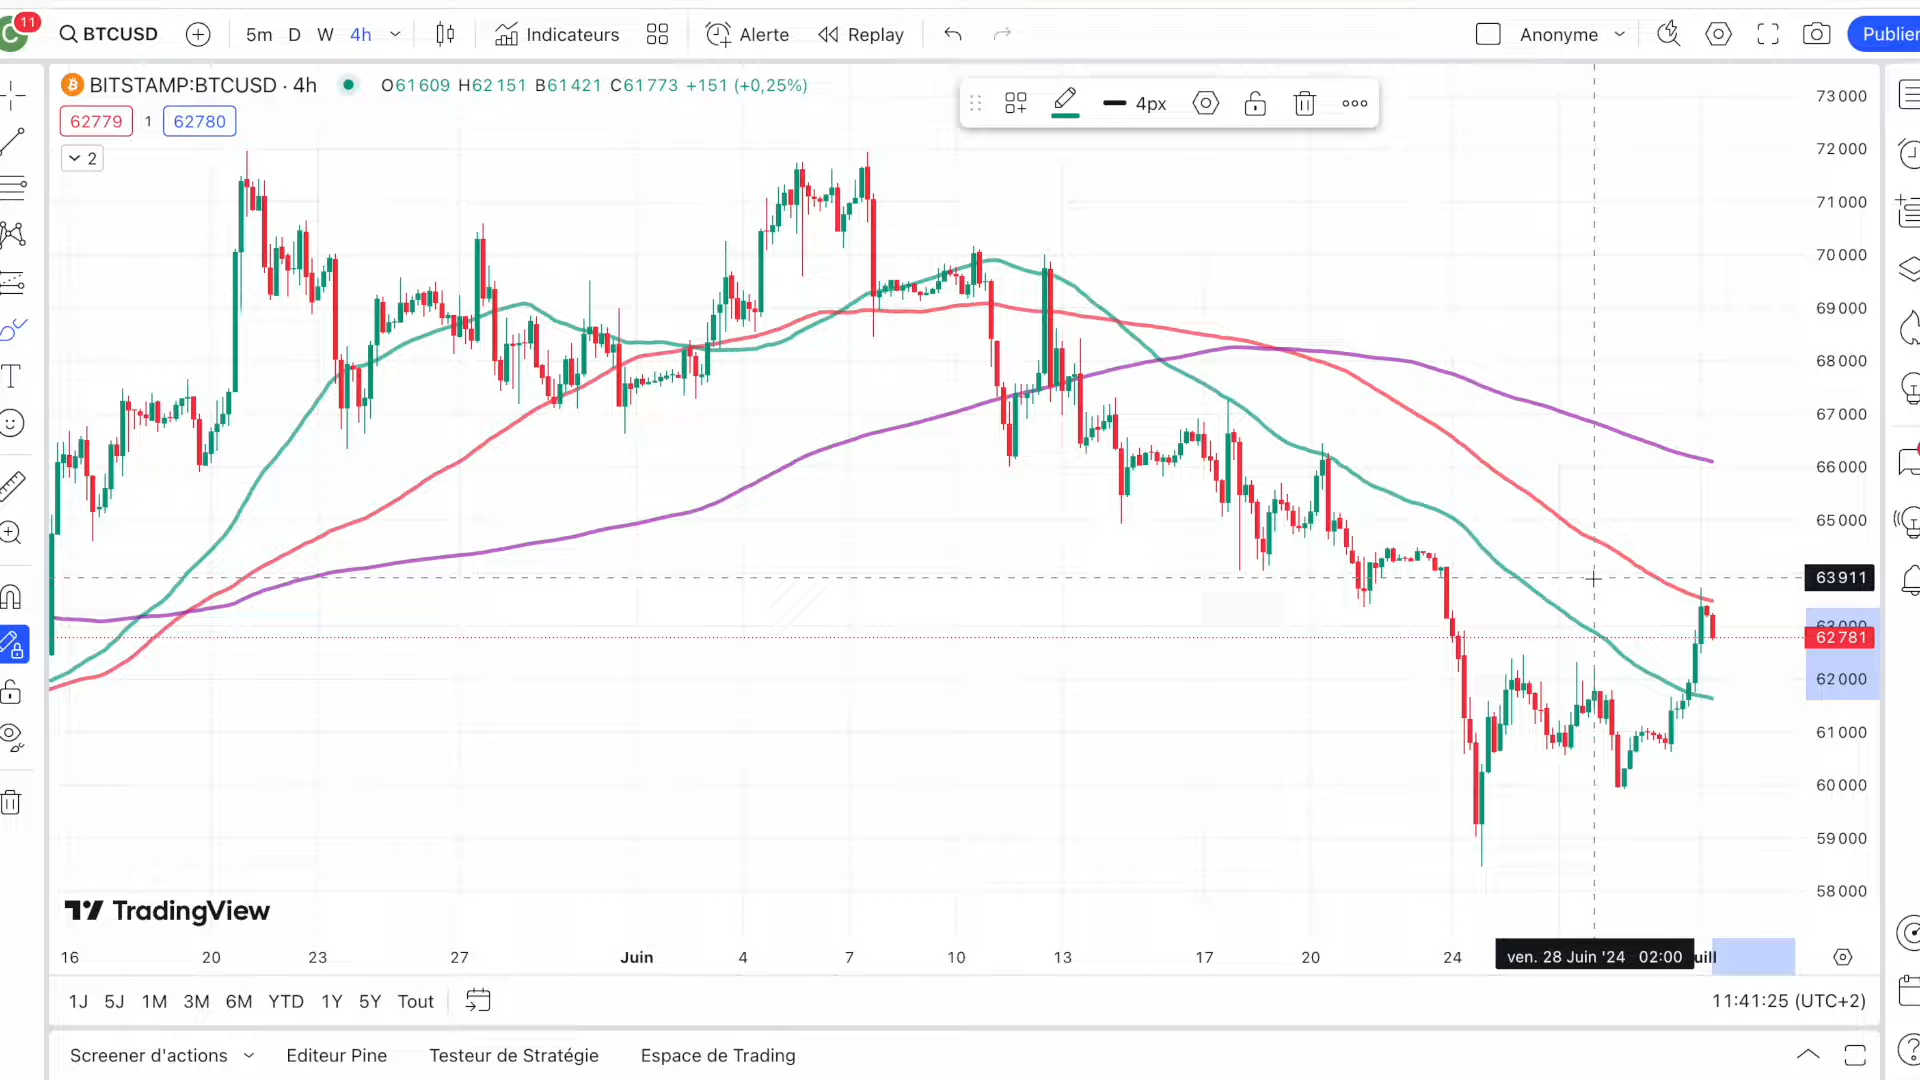 11
C
BTCUSD
5m D W 4h
Indicateurs
Alerte
Replay
Anonyme
Publier
BITSTAMP:BTCUSD · 4h
O61609 H62151 B61421 C61773 +151 (+0,25%)
62779 1 62780
2
4px
73000
72000
71000
70000
69000
68000
67000
66000
65000
63911
63000
62781
62000
61000
60000
59000
58000
TradingView
16 20 23 27 Juin 4 7 10 13 17 20 24 ven. 28 Juin '24 02:00 uill
1J 5J 1M 3M 6M YTD 1Y 5Y Tout
11:41:25 (UTC+2)
Screener d'actions Editeur Pine Testeur de Stratégie Espace de Trading